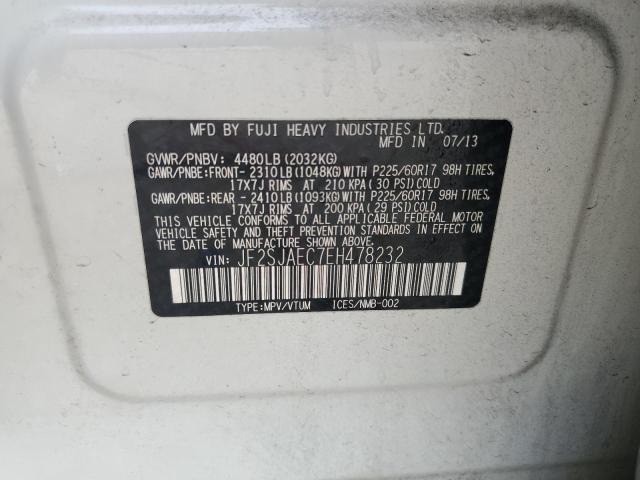 MFD BY FUJI HEAVY INDUSTRIES LTD.
MFD IN 07/13
GVWR/PNBV: 4480LB(2032KG)
GAWR/PNBE:FRONT- 2310LB(1048KG)WITH P225/60R17 98H TIRES,
17X7J RIMS AT 210 KPA(30 PSI)COLD
GAWR/PNBE:REAR - 2410LB(1093KG)WITH P225/60R17 98H TIRES,
17X7J RIMS AT 200 KPA(29 PSI)COLD
THIS VEHICLE CONFORMS TO ALL APPLICABLE FEDERAL MOTOR
VEHICLE SAFETY AND BUMPER STANDARDS IN EFFECT ON
THE DATE OF MANUFACTURE SHOWN ABOVE.
VIN: JF2SJAEC7EH478232
TYPE:MPV/VTUM ICES/NMB-002